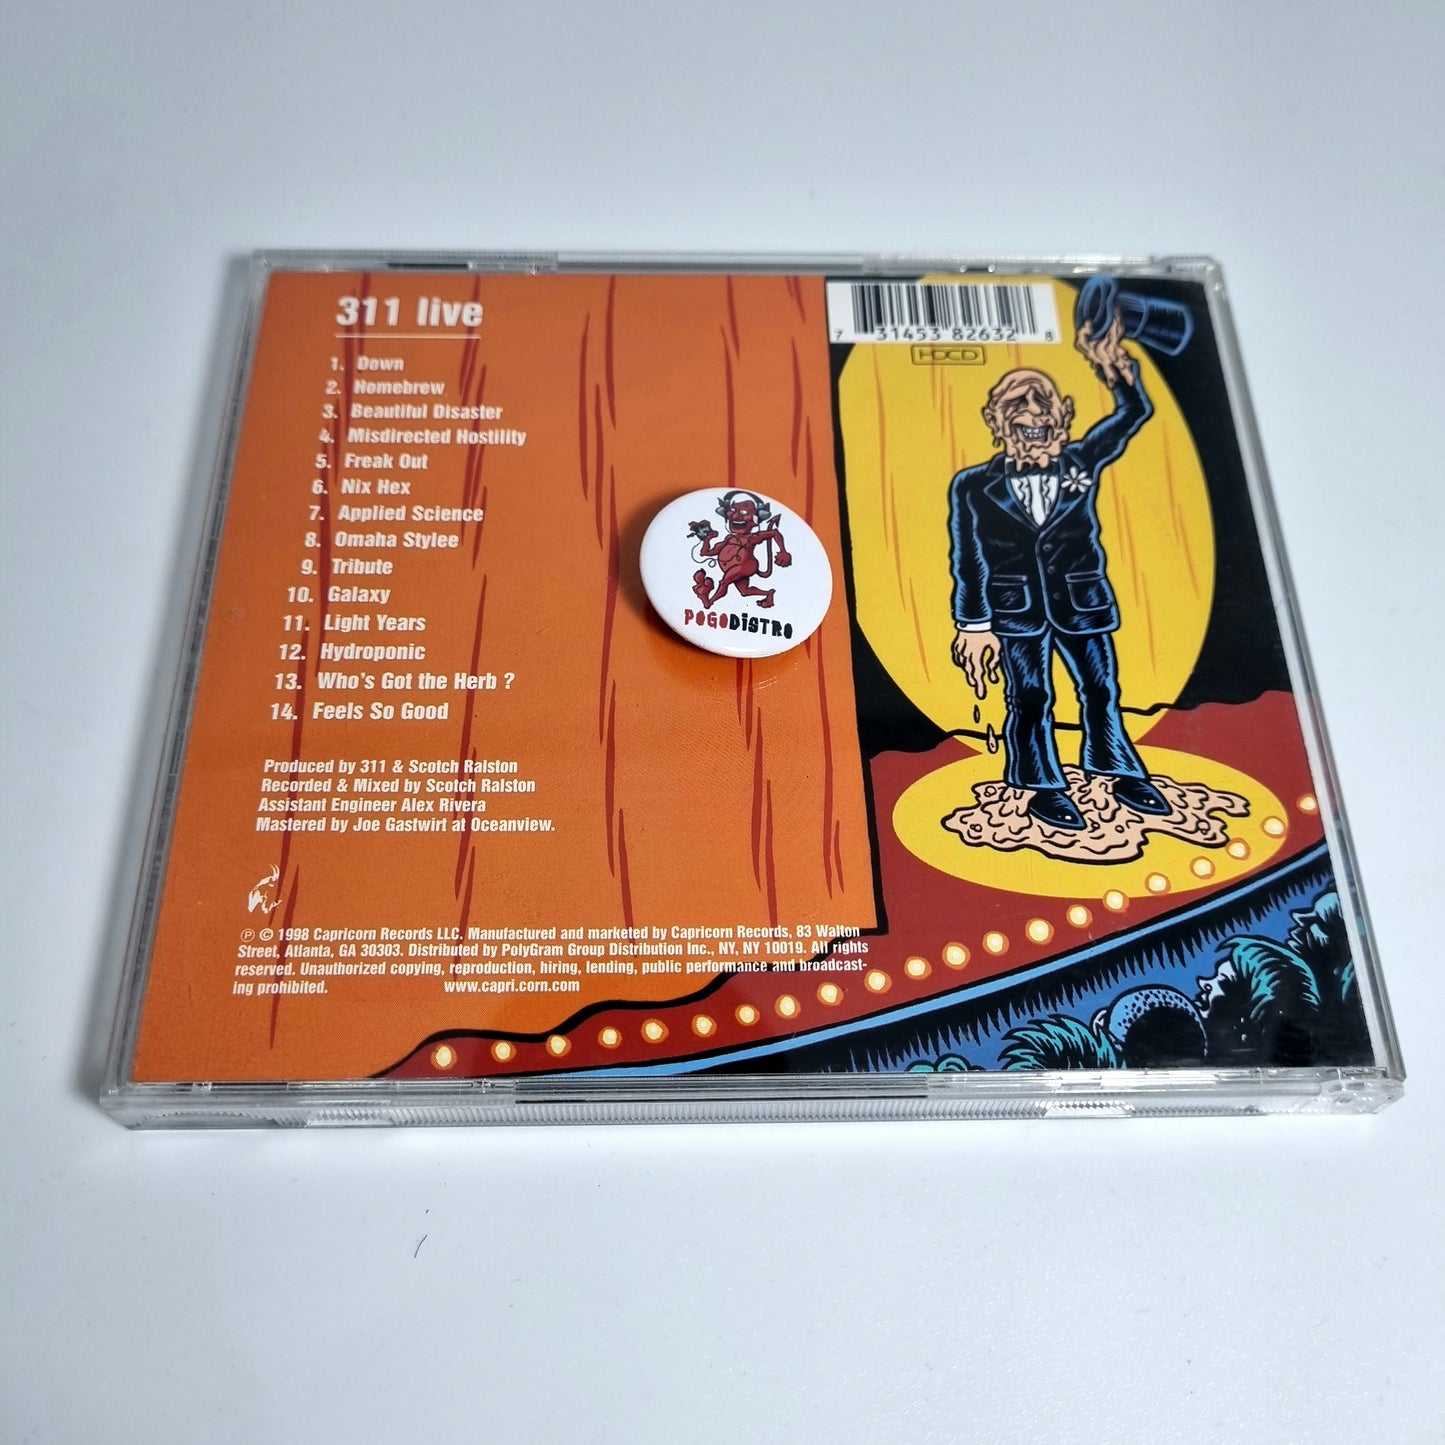 311 live
1. Down
2. Homebrew
3. Beautiful Disaster
4. Misdirected Hostility
5. Freak Out
6. Nix Hex
7. Applied Science
8. Omaha Stylee
9. Tribute
10. Galaxy
11. Light Years
12. Hydroponic
13. Who's Got the Herb ?
14. Feels So Good
Produced by 311 & Scotch Ralston
Recorded & Mixed by Scotch Ralston
Assistant Engineer Alex Rivera
Mastered by Joe Gastwirt at Oceanview.
℗ © 1998 Capricorn Records LLC. Manufactured and marketed by Capricorn Records, 83 Walton
Street, Atlanta, GA 30303. Distributed by PolyGram Group Distribution Inc., NY, NY 10019. All rights
reserved. Unauthorized copying, reproduction, hiring, lending, public performance and broadcast-
ing prohibited. www.capri.corn.com
POGODISTRO
7 31453 82632 8
HDCD